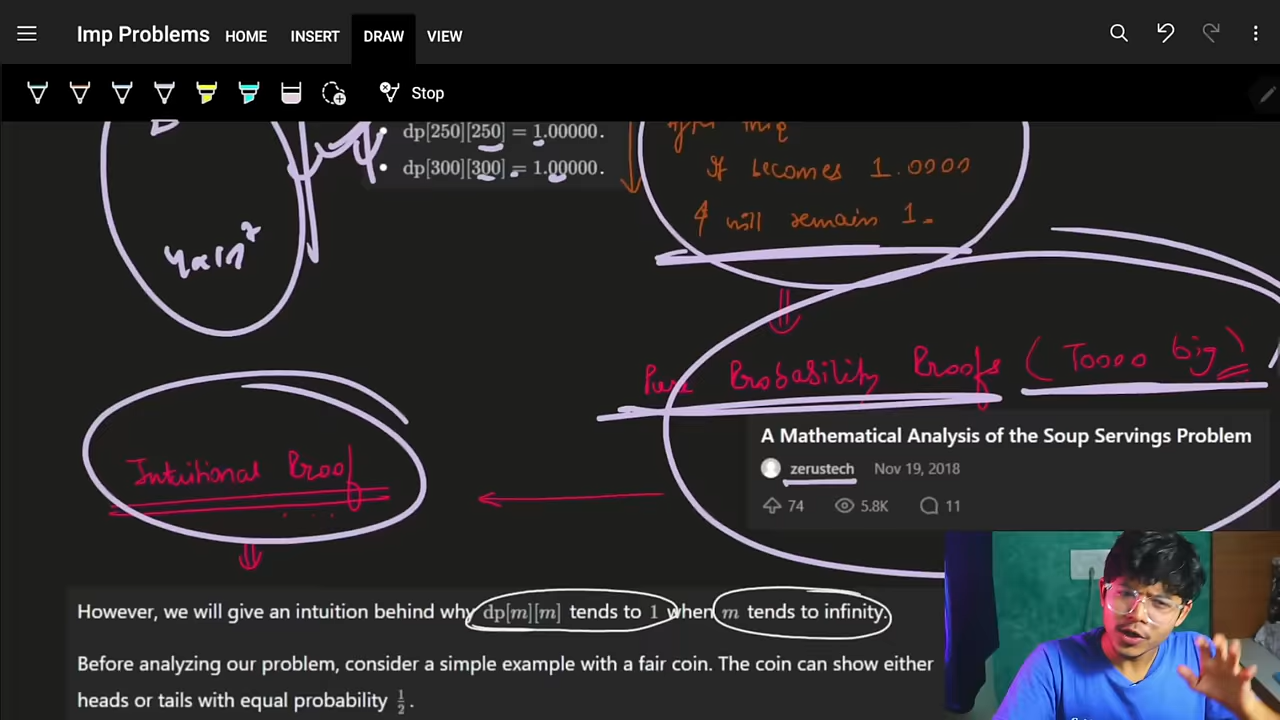 Imp Problems HOME INSERT DRAW VIEW
Stop
dp[250][250] = 1.00000.
dp[300][300] = 1.00000.
It becomes 1.0000
will remain 1.
Pure Probability Proofs (Toooo big)
A Mathematical Analysis of the Soup Servings Problem
zerustech Nov 19, 2018
74 5.8K 11
Intuitional Proof
However, we will give an intuition behind why dp[m][m] tends to 1 when m tends to infinity.
Before analyzing our problem, consider a simple example with a fair coin. The coin can show either
heads or tails with equal probability 1/2.